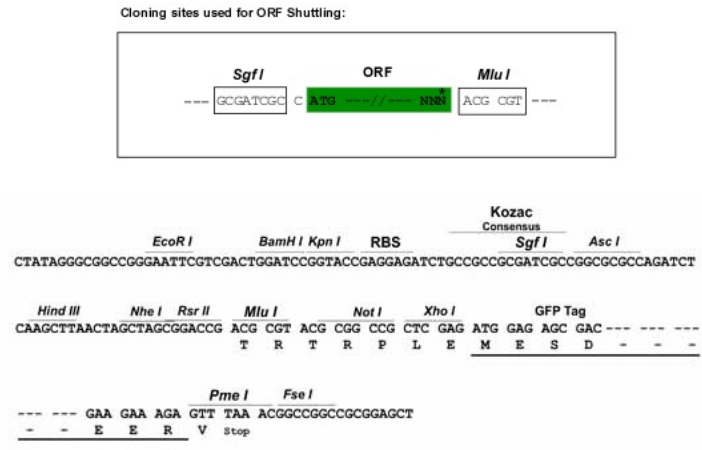 Cloning sites used for ORF Shuttling:
Sgf I ORF Mlu I
--- GCGATCGC C ATG ---//--- NNN* ACG CGT ---
Kozac
Consensus
EcoR I BamH I Kpn I RBS Sgf I Asc I
CTATAGGGCGGCCGGGAATTCGTCGACTGGATCCGGTACCGAGGAGATCTGCCGCCGCGATCGCCGGCGCGCCAGATCT
Hind III Nhe I Rsr II Mlu I Not I Xho I GFP Tag
CAAGCTTAACTAGCTAGCGGACCG ACG CGT ACG CGG CCG CTC GAG ATG GAG AGC GAC --- --- ---
T R T R P L E M E S D - - -
Pme I Fse I
--- --- GAA GAA AGA GTT TAA ACGGCCGGCCGCGGAGCT
- - E E R V Stop